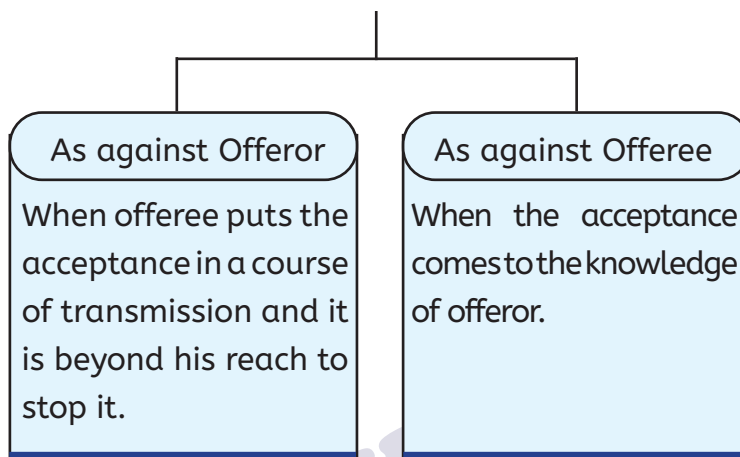 As against Offeror
When offeree puts the
acceptance in a course
of transmission and it
is beyond his reach to
stop it.
As against Offeree
When the acceptance
comes to the knowledge
of offeror.